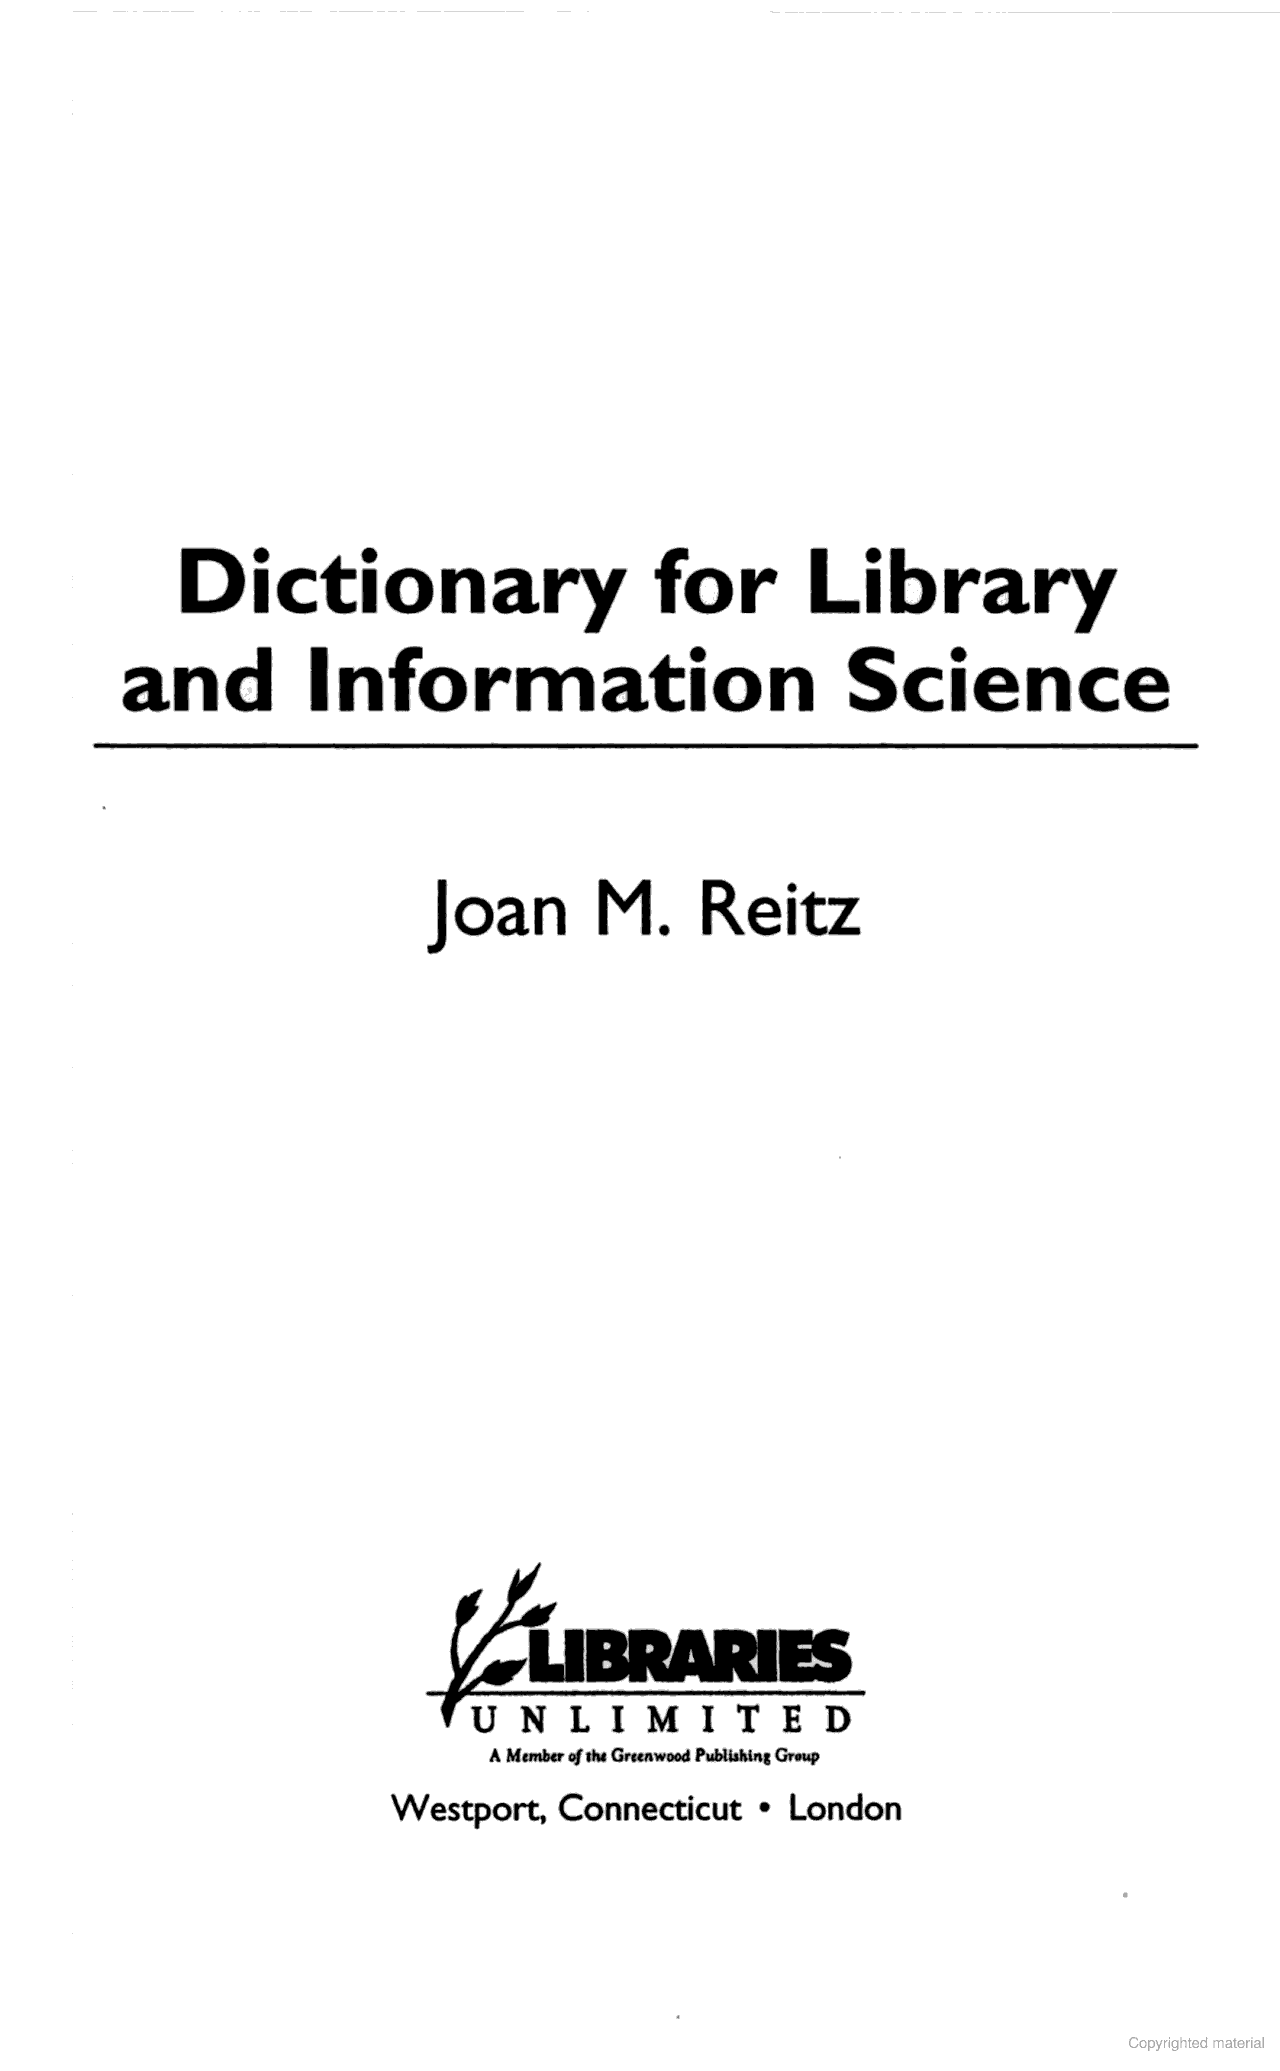 Dictionary for Library
and Information Science
Joan M. Reitz
LIBRARIES
UNLIMITED
A Member of the Greenwood Publishing Group
Westport, Connecticut • London
Copyrighted material